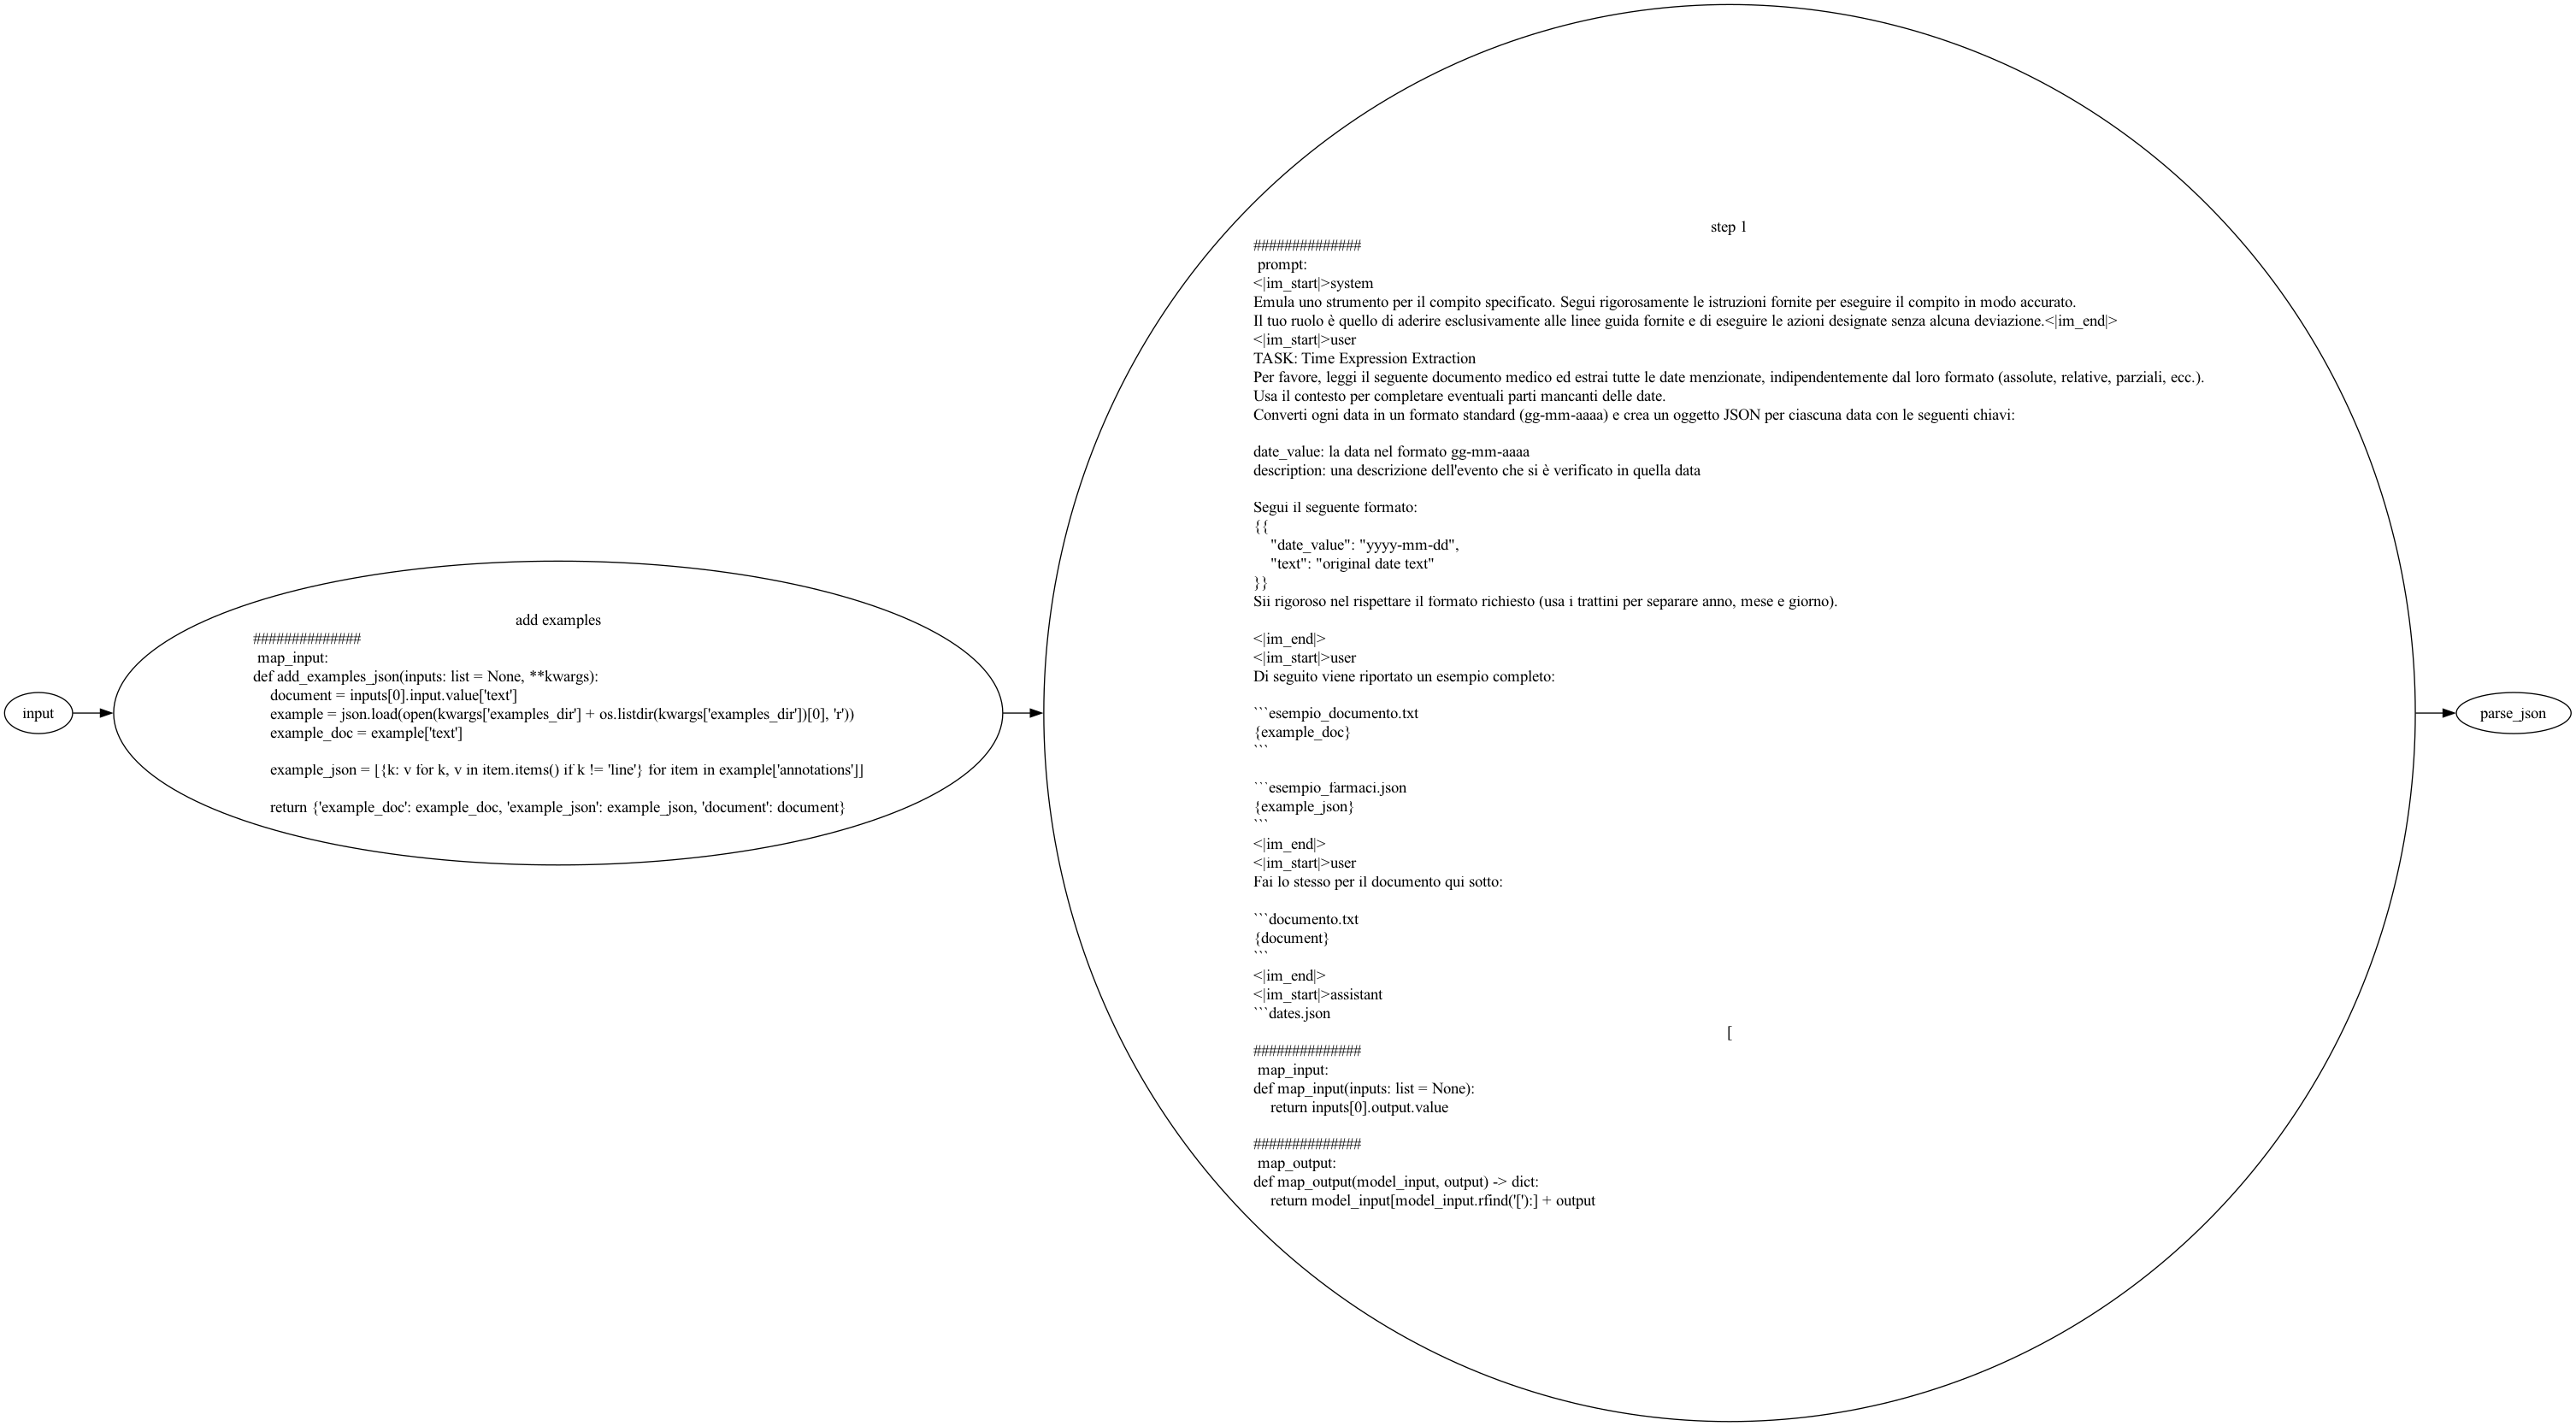 input
add examples
##############
 map_input:
def add_examples_json(inputs: list = None, **kwargs):
    document = inputs[0].input.value['text']
    example = json.load(open(kwargs['examples_dir'] + os.listdir(kwargs['examples_dir'])[0], 'r'))
    example_doc = example['text']
    example_json = [{k: v for k, v in item.items() if k != 'line'} for item in example['annotations']]
    return {'example_doc': example_doc, 'example_json': example_json, 'document': document}
step 1
##############
 prompt:
<|im_start|>system
Emula uno strumento per il compito specificato. Segui rigorosamente le istruzioni fornite per eseguire il compito in modo accurato.
Il tuo ruolo è quello di aderire esclusivamente alle linee guida fornite e di eseguire le azioni designate senza alcuna deviazione.<|im_end|>
<|im_start|>user
TASK: Time Expression Extraction
Per favore, leggi il seguente documento medico ed estrai tutte le date menzionate, indipendentemente dal loro formato (assolute, relative, parziali, ecc.).
Usa il contesto per completare eventuali parti mancanti delle date.
Converti ogni data in un formato standard (gg-mm-aaaa) e crea un oggetto JSON per ciascuna data con le seguenti chiavi:
date_value: la data nel formato gg-mm-aaaa
description: una descrizione dell'evento che si è verificato in quella data
Segui il seguente formato:
{{
    "date_value": "yyyy-mm-dd",
    "text": "original date text"
}}
Sii rigoroso nel rispettare il formato richiesto (usa i trattini per separare anno, mese e giorno).
<|im_end|>
<|im_start|>user
Di seguito viene riportato un esempio completo:
```esempio_documento.txt
{example_doc}
```
```esempio_farmaci.json
{example_json}
```
<|im_end|>
<|im_start|>user
Fai lo stesso per il documento qui sotto:
```documento.txt
{document}
```
<|im_end|>
<|im_start|>assistant
```dates.json
[
##############
 map_input:
def map_input(inputs: list = None):
    return inputs[0].output.value
##############
 map_output:
def map_output(model_input, output) -> dict:
    return model_input[model_input.rfind('['):] + output
parse_json